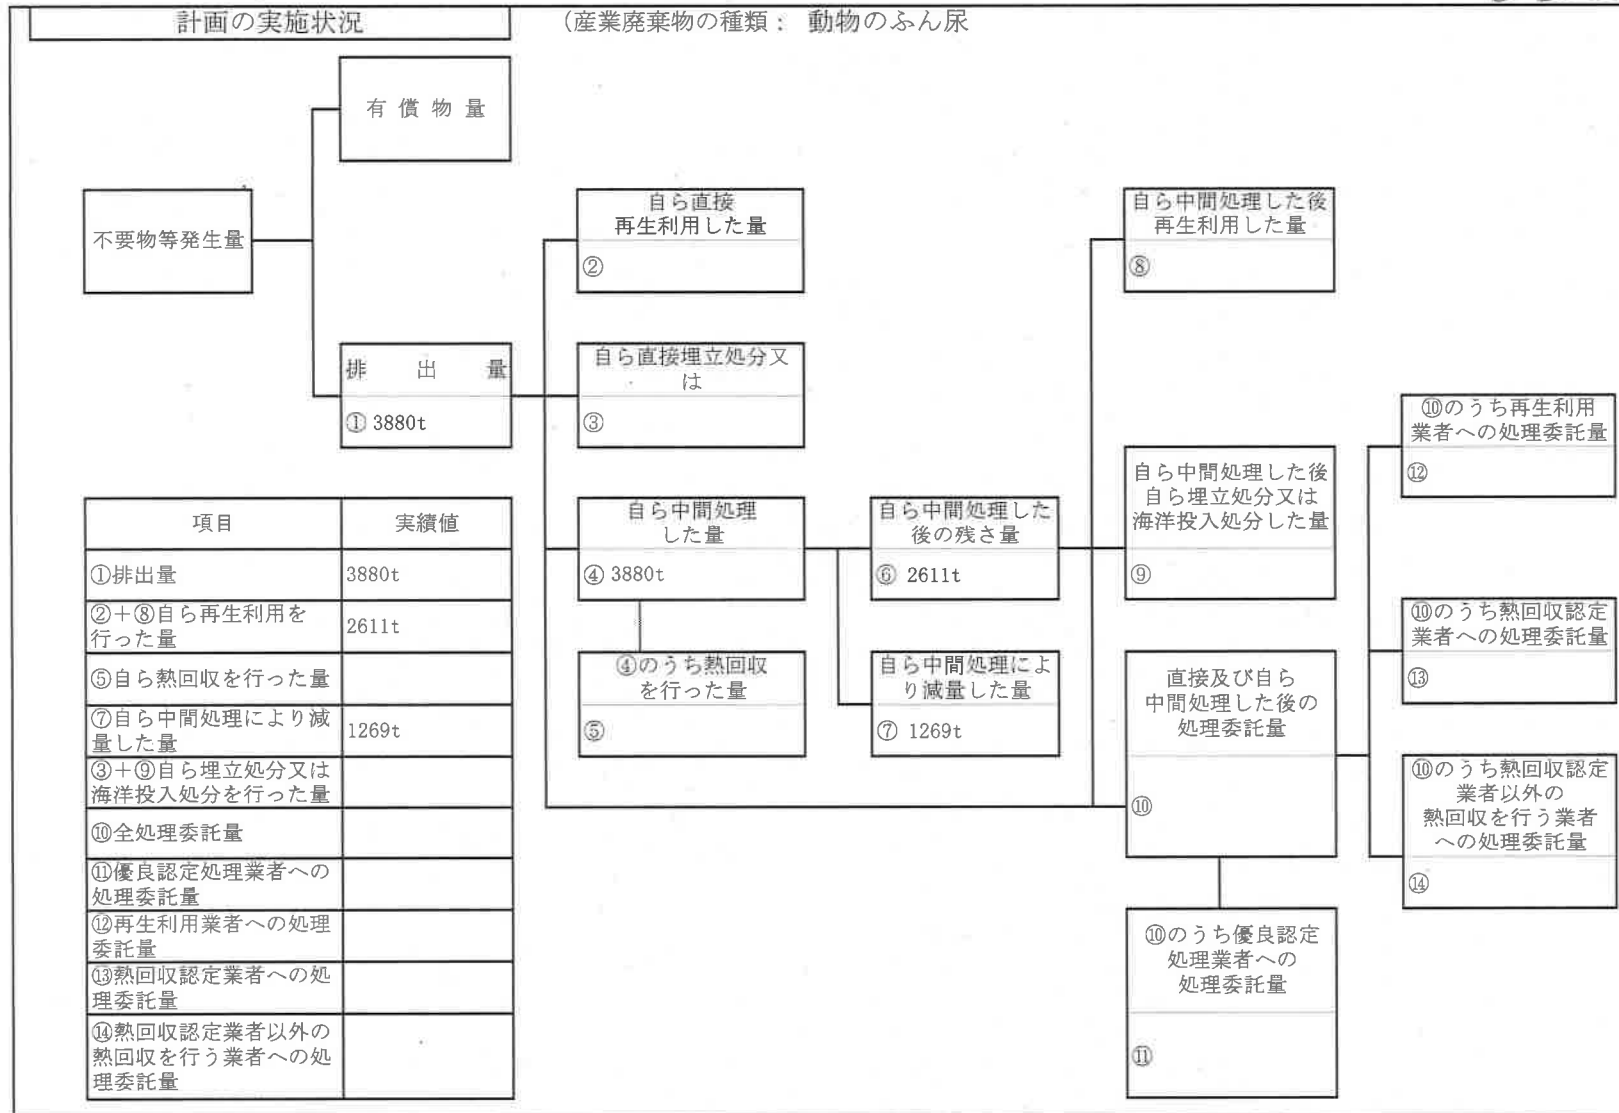 計画の実施状況
(産業廃棄物の種類: 動物のふん尿
有償物量
不要物等発生量
自ら直接
再生利用した量
②
自ら中間処理した後
再生利用した量
⑧
排出量
① 3880t
自ら直接埋立処分又
は
③
⑩のうち再生利用
業者への処理委託量
⑫
自ら中間処理した後
自ら埋立処分又は
海洋投入処分した量
⑨
自ら中間処理
した量
④ 3880t
自ら中間処理した
後の残さ量
⑥ 2611t
⑩のうち熱回収認定
業者への処理委託量
⑬
④のうち熱回収
を行った量
⑤
自ら中間処理によ
り減量した量
⑦ 1269t
直接及び自ら
中間処理した後の
処理委託量
⑩
⑩のうち熱回収認定
業者以外の
熱回収を行う業者
への処理委託量
⑭
⑩のうち優良認定
処理業者への
処理委託量
⑪
項目 実績値
①排出量 3880t
②+⑧自ら再生利用を
行った量 2611t
⑤自ら熱回収を行った量
⑦自ら中間処理により減
量した量 1269t
③+⑨自ら埋立処分又は
海洋投入処分を行った量
⑩全処理委託量
⑪優良認定処理業者への
処理委託量
⑫再生利用業者への処理
委託量
⑬熱回収認定業者への処
理委託量
⑭熱回収認定業者以外の
熱回収を行う業者への処
理委託量